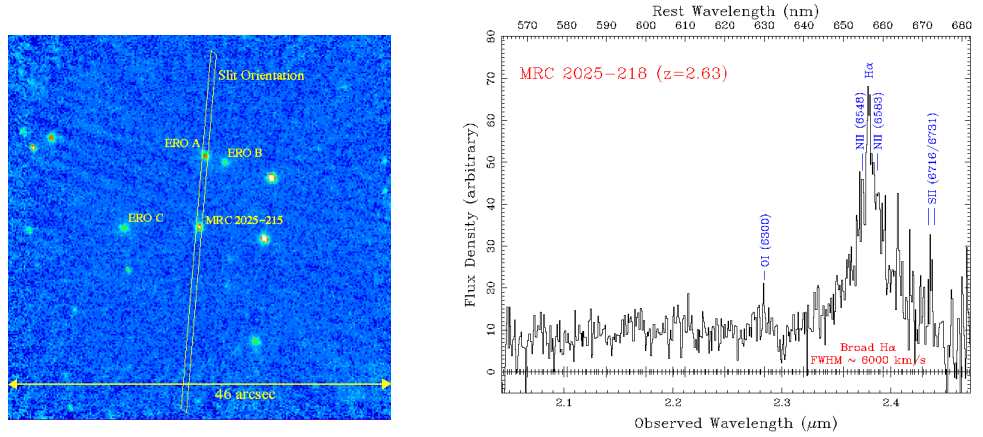 Slit Orientation
ERO A
ERO B
ERO C
MRC 2025-215
46 arcsec
Rest Wavelength (nm)
570 580 590 600 610 620 630 640 650 660 670 680
MRC 2025-218 (z=2.63)
Hα
NII (6548)
NII (6583)
SII (6716/6731)
OI (6300)
Flux Density (arbitrary)
80
70
60
50
40
30
20
10
0
Broad Hα
FWHM ~ 6000 km/s
2.1 2.2 2.3 2.4
Observed Wavelength (μm)